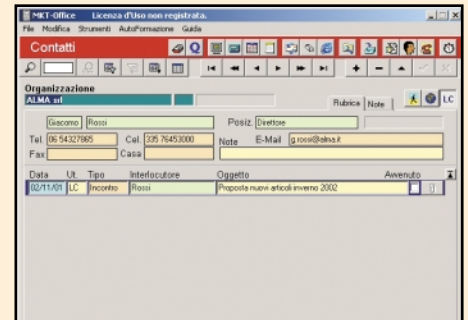 MKT-Office Licenza d'Uso non registrata.
File Modifica Strumenti AutoFormazione Guida
Contatti
Organizzazione
ALMA srl
Rubrica Note LC
Giacomo Rossi Posiz. Direttore
Tel. 06 54327865 Cel. 335 76453000 Note E-Mail g.rossi@alma.it
Fax Casa
Data Ut. Tipo Interlocutore Oggetto Avvenuto
02/11/01 LC Incontro Rossi Proposta nuovi articoli inverno 2002